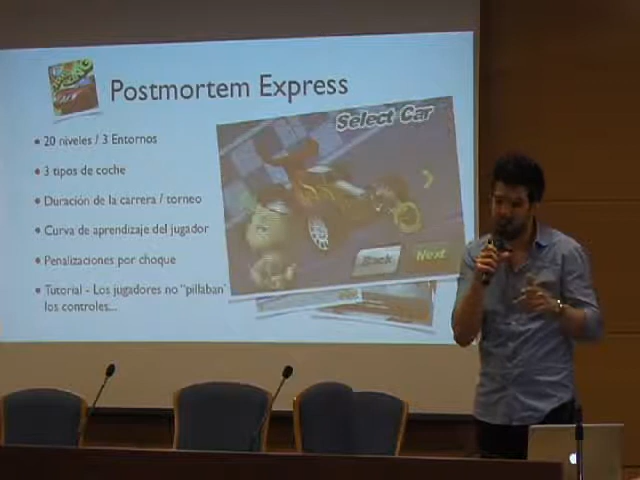 Postmortem Express
20 niveles / 3 Entornos
3 tipos de coche
Duración de la carrera / torneo
Curva de aprendizaje del jugador
Penalizaciones por choque
Tutorial - Los jugadores no "pillaban"
los controles...
Select Car
Back
Next